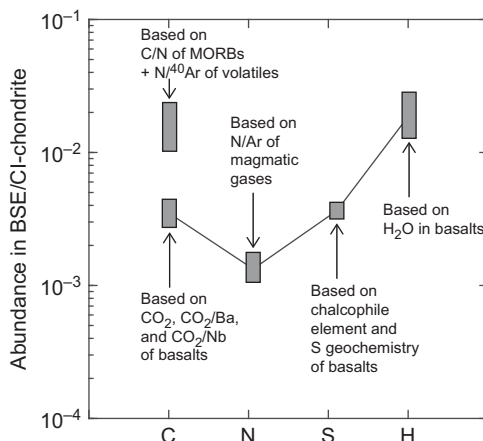 Abundance in BSE/CI-chondrite
10⁻¹
10⁻²
10⁻³
10⁻⁴
Based on
C/N of MORBs
+ N/⁴⁰Ar of volatiles
Based on
N/Ar of
magmatic
gases
Based on
H₂O in basalts
Based on
CO₂, CO₂/Ba,
and CO₂/Nb
of basalts
Based on
chalcophile
element and
S geochemistry
of basalts
C
N
S
H